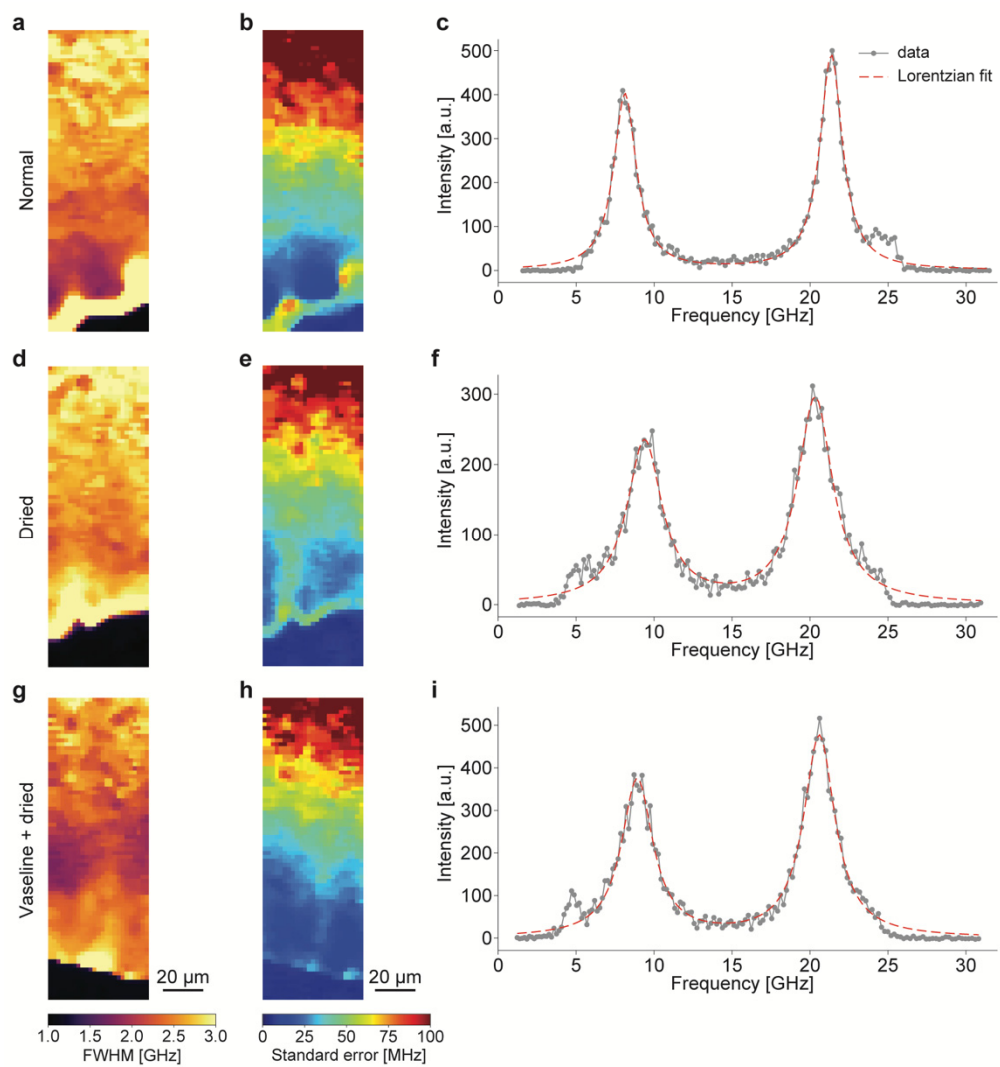 a
b
c
Normal
Intensity [a.u.]
500
400
300
200
100
0
data
Lorentzian fit
0
5
10
15
20
25
30
Frequency [GHz]
d
e
f
Dried
Intensity [a.u.]
300
200
100
0
0
5
10
15
20
25
30
Frequency [GHz]
g
h
i
Vaseline + dried
20 µm
20 µm
Intensity [a.u.]
500
400
300
200
100
0
0
5
10
15
20
25
30
Frequency [GHz]
1.0 1.5 2.0 2.5 3.0
FWHM [GHz]
0 25 50 75 100
Standard error [MHz]